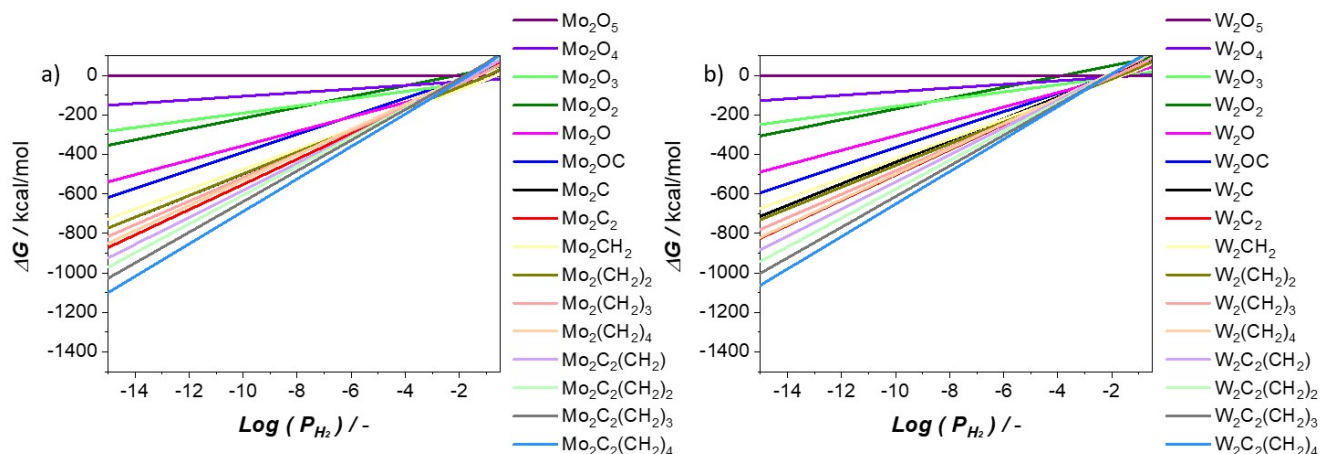 a)
ΔG / kcal/mol
0
-200
-400
-600
-800
-1000
-1200
-1400
-14
-12
-10
-8
-6
-4
-2
Log ( P_H₂ ) / -
Mo₂O₅
Mo₂O₄
Mo₂O₃
Mo₂O₂
Mo₂O
Mo₂OC
Mo₂C
Mo₂C₂
Mo₂CH₂
Mo₂(CH₂)₂
Mo₂(CH₂)₃
Mo₂(CH₂)₄
Mo₂C₂(CH₂)
Mo₂C₂(CH₂)₂
Mo₂C₂(CH₂)₃
Mo₂C₂(CH₂)₄
b)
ΔG / kcal/mol
0
-200
-400
-600
-800
-1000
-1200
-1400
-14
-12
-10
-8
-6
-4
-2
Log ( P_H₂ ) / -
W₂O₅
W₂O₄
W₂O₃
W₂O₂
W₂O
W₂OC
W₂C
W₂C₂
W₂CH₂
W₂(CH₂)₂
W₂(CH₂)₃
W₂(CH₂)₄
W₂C₂(CH₂)
W₂C₂(CH₂)₂
W₂C₂(CH₂)₃
W₂C₂(CH₂)₄